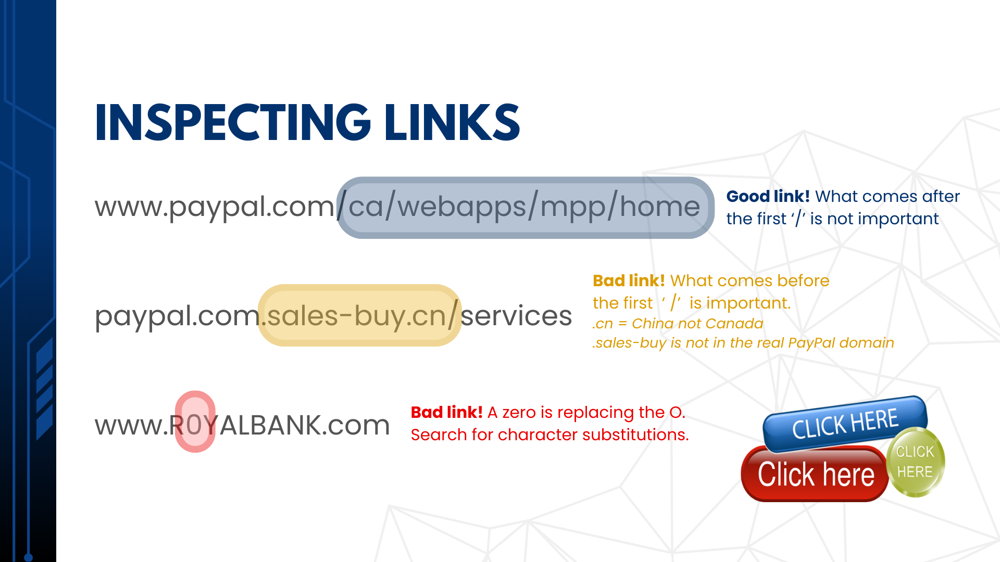 INSPECTING LINKS
www.paypal.com/ca/webapps/mpp/home
Good link! What comes after
the first ‘/’ is not important
paypal.com.sales-buy.cn/services
Bad link! What comes before
the first ‘ /’ is important.
.cn = China not Canada
.sales-buy is not in the real PayPal domain
www.R0YALBANK.com
Bad link! A zero is replacing the O.
Search for character substitutions.
CLICK HERE
Click here
CLICK
HERE